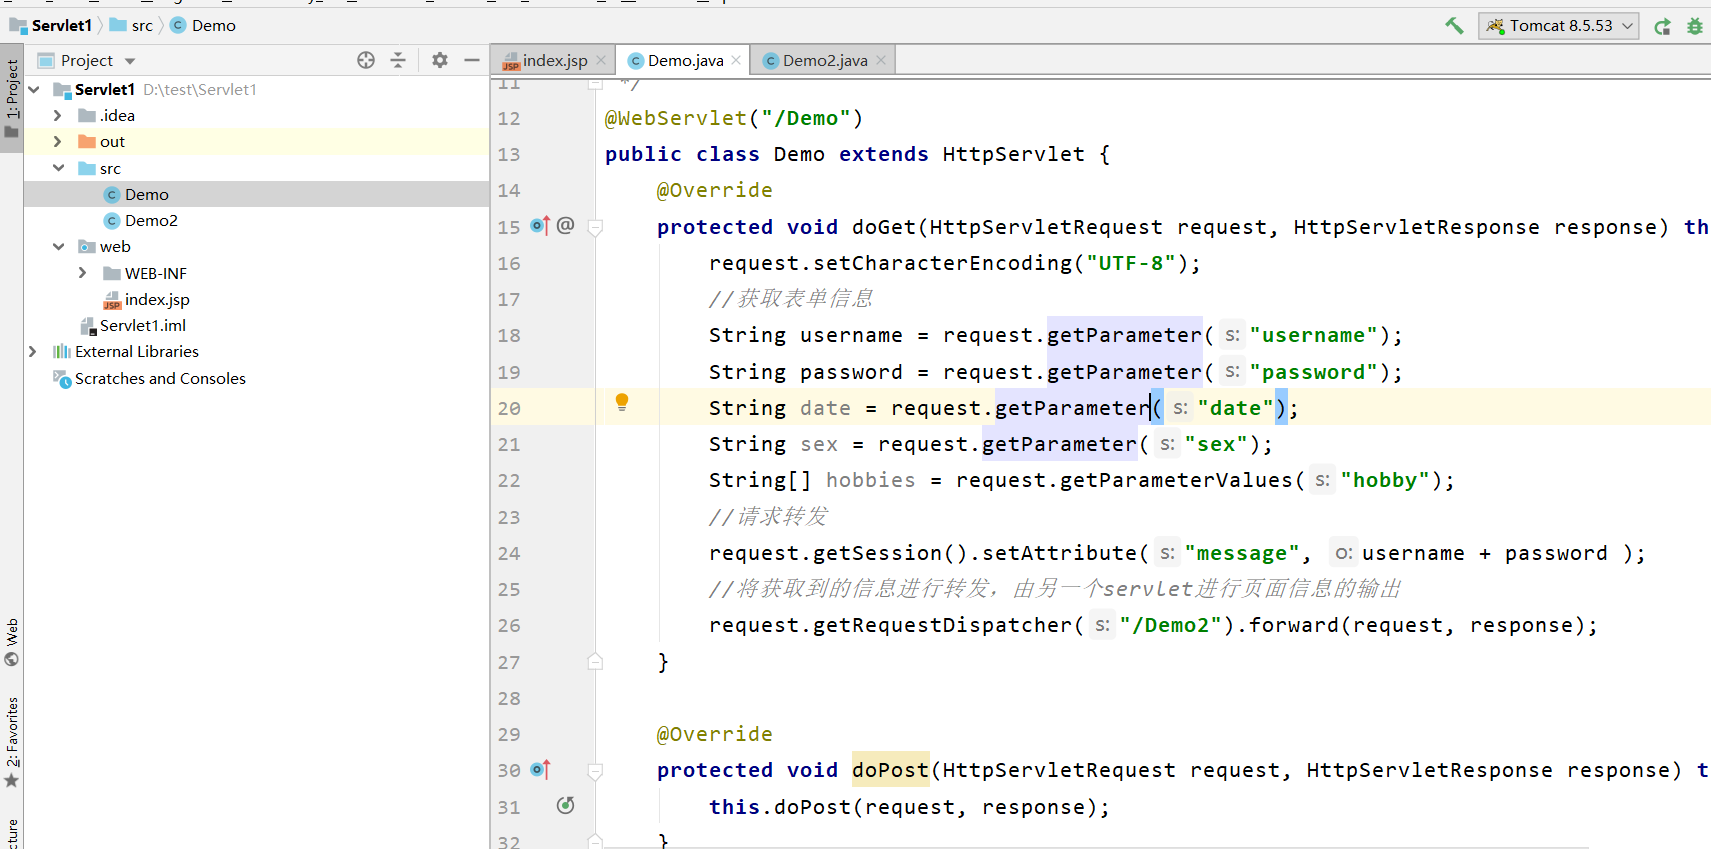 Servlet1 src Demo
Tomcat 8.5.53
1: Project
Project
Servlet1 D:\test\Servlet1
.idea
out
src
Demo
Demo2
web
WEB-INF
index.jsp
Servlet1.iml
External Libraries
Scratches and Consoles
Web
2: Favorites
index.jsp Demo.java Demo2.java
11 */
12 @WebServlet("/Demo")
13 public class Demo extends HttpServlet {
14 @Override
15 protected void doGet(HttpServletRequest request, HttpServletResponse response) th
16 request.setCharacterEncoding("UTF-8");
17 //获取表单信息
18 String username = request.getParameter( s: "username");
19 String password = request.getParameter( s: "password");
20 String date = request.getParameter( s: "date");
21 String sex = request.getParameter( s: "sex");
22 String[] hobbies = request.getParameterValues( s: "hobby");
23 //请求转发
24 request.getSession().setAttribute( s: "message", o: username + password );
25 //将获取到的信息进行转发，由另一个servlet进行页面信息的输出
26 request.getRequestDispatcher( s: "/Demo2").forward(request, response);
27 }
28
29 @Override
30 protected void doPost(HttpServletRequest request, HttpServletResponse response) t
31 this.doPost(request, response);
32 }